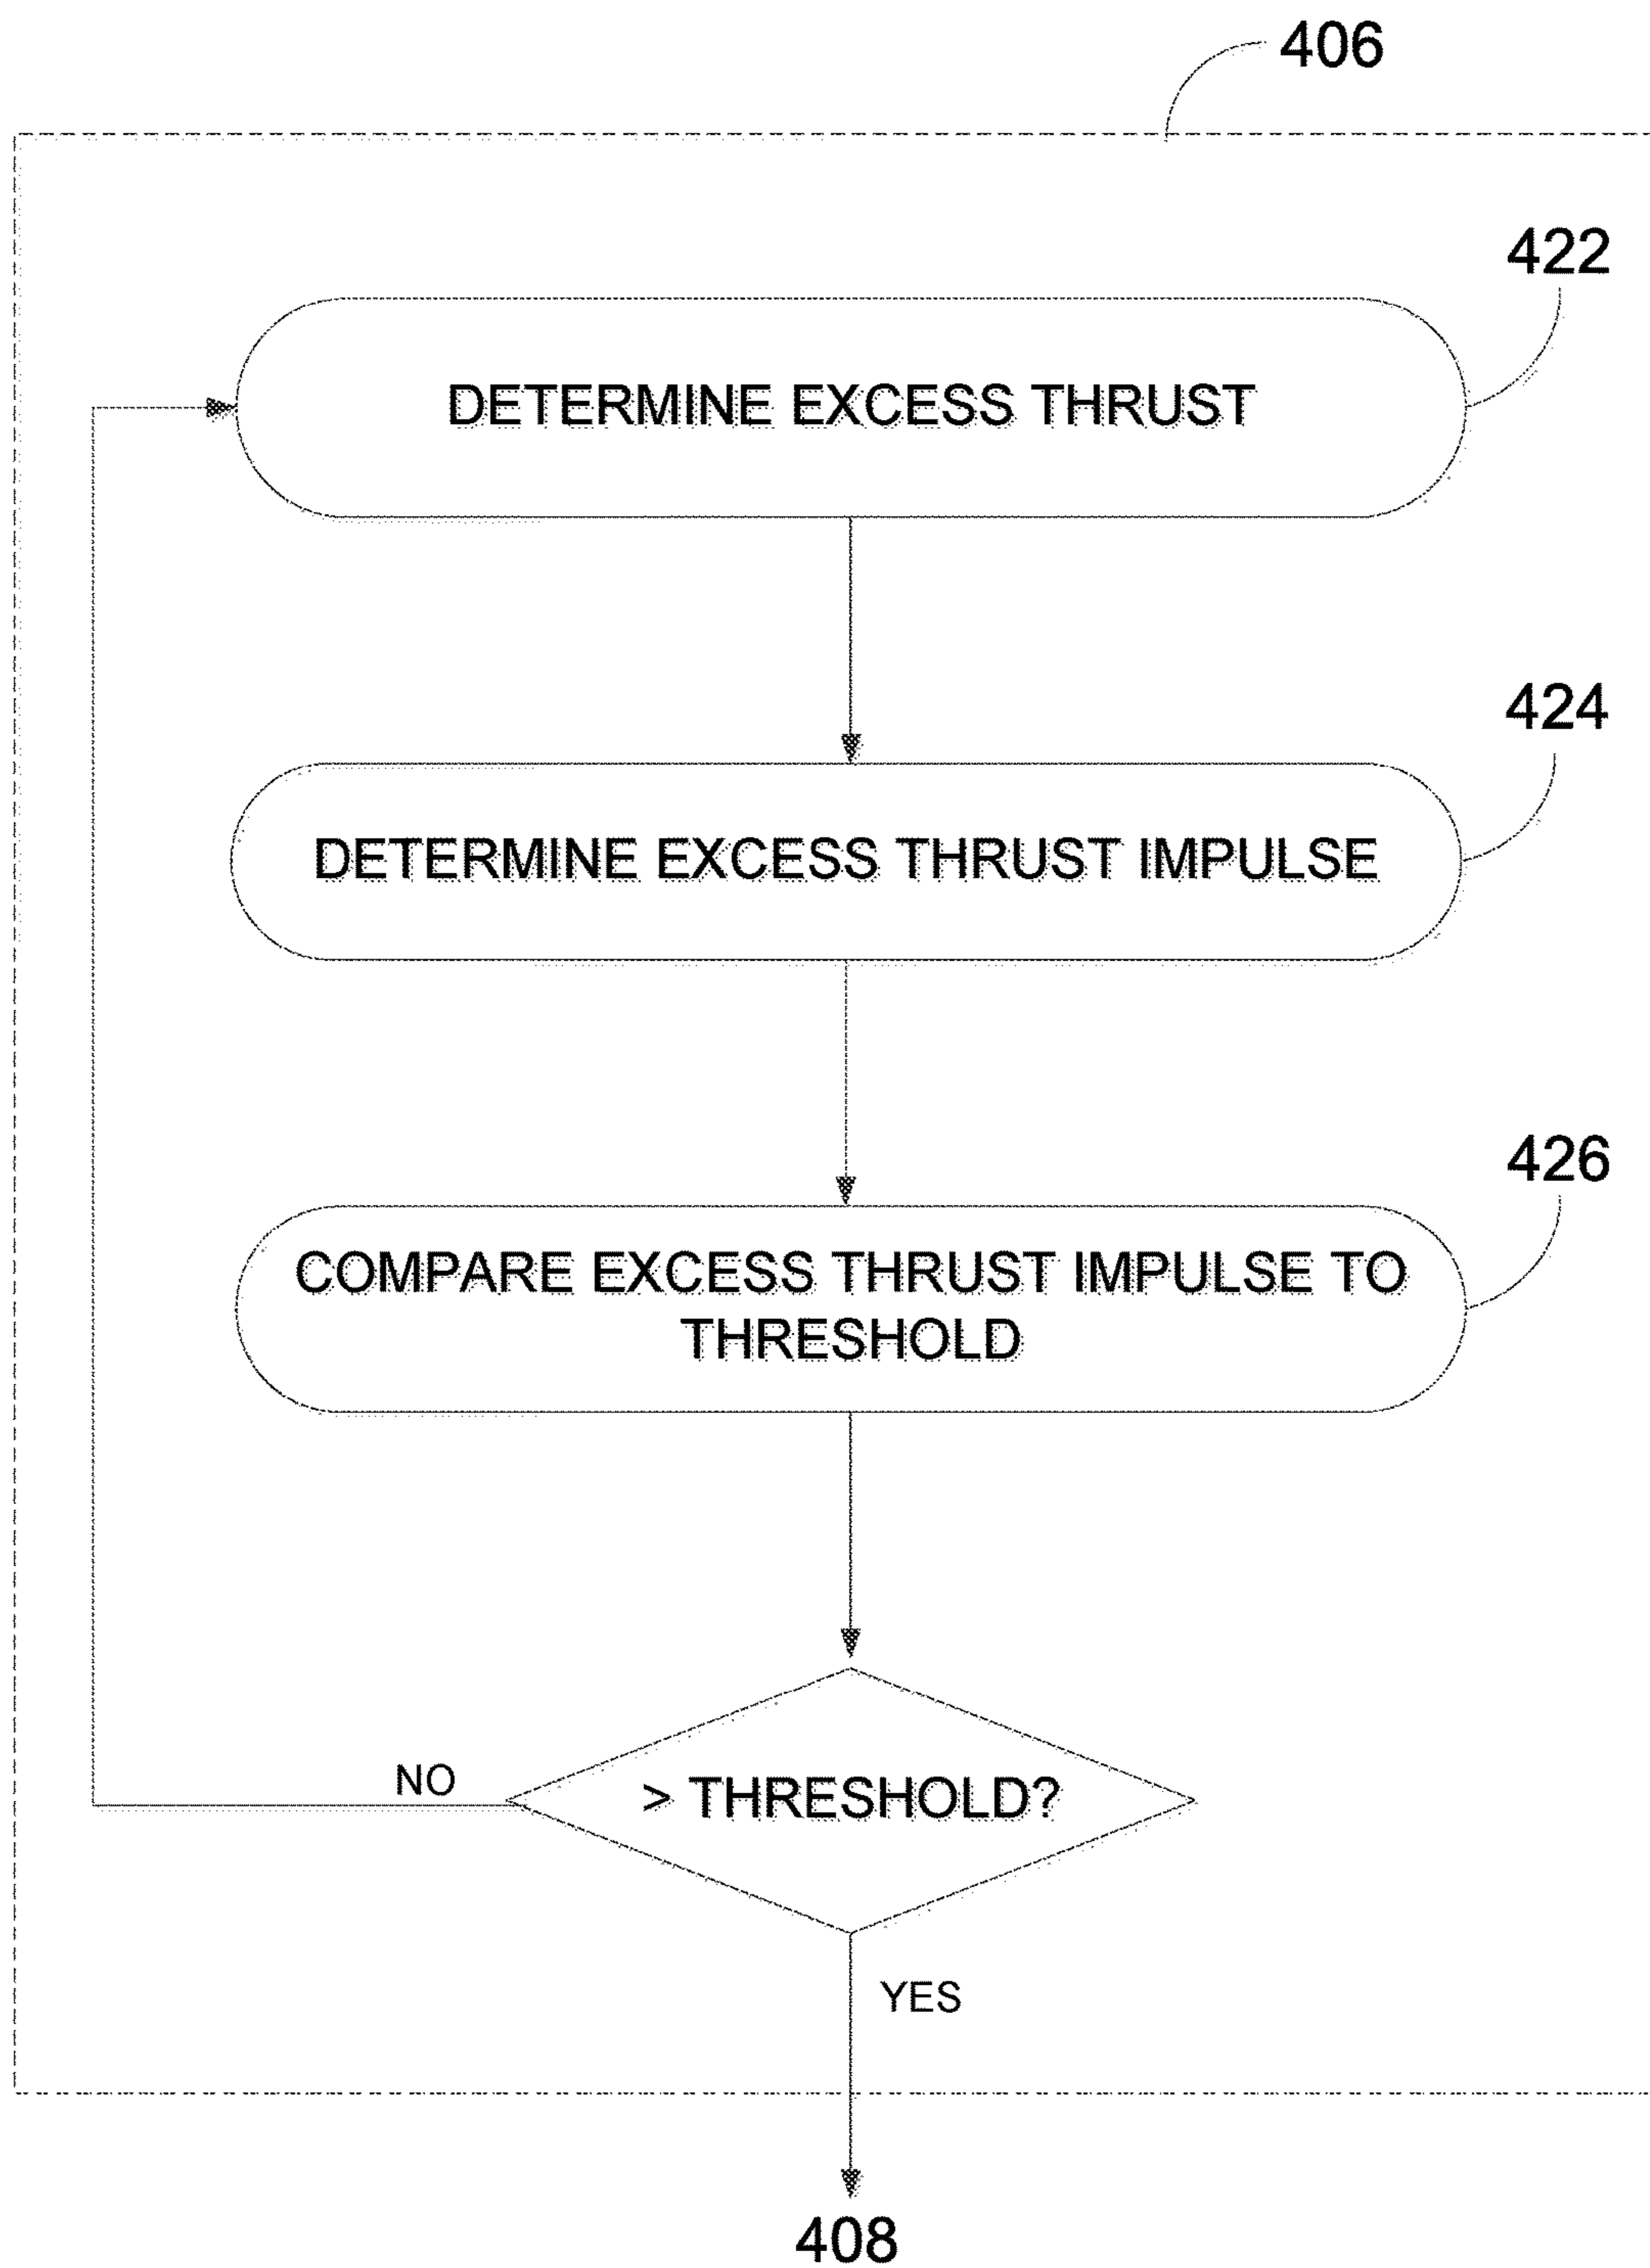 406
422
DETERMINE EXCESS THRUST
424
DETERMINE EXCESS THRUST IMPULSE
426
COMPARE EXCESS THRUST IMPULSE TO
THRESHOLD
NO
> THRESHOLD?
YES
408